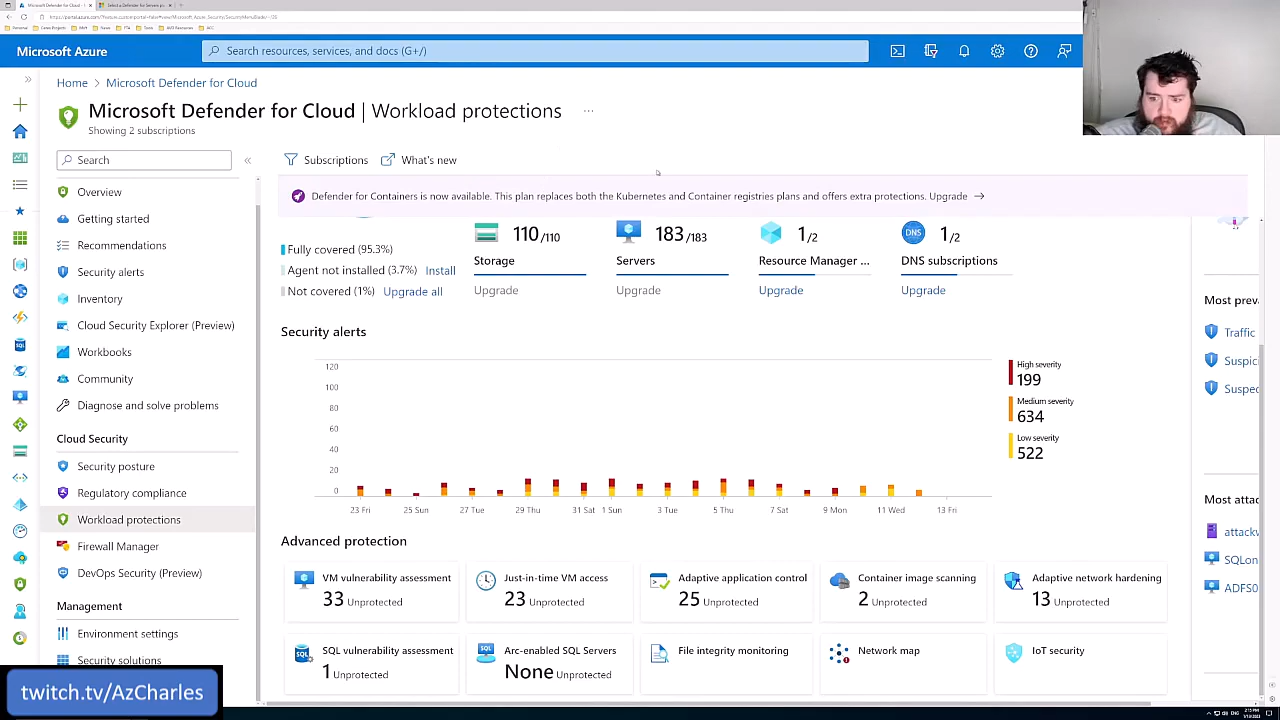 Microsoft Defender for Cloud - 
Select a Defender for Servers p
Microsoft Azure
Search resources, services, and docs (G+/)
Home > Microsoft Defender for Cloud
Microsoft Defender for Cloud | Workload protections ...
Showing 2 subscriptions
Search
Subscriptions
What's new
Overview
Getting started
Recommendations
Security alerts
Inventory
Cloud Security Explorer (Preview)
Workbooks
Community
Diagnose and solve problems
Cloud Security
Security posture
Regulatory compliance
Workload protections
Firewall Manager
DevOps Security (Preview)
Management
Environment settings
Security solutions
Defender for Containers is now available. This plan replaces both the Kubernetes and Container registries plans and offers extra protections. Upgrade →
Fully covered (95.3%)
Agent not installed (3.7%) Install
Not covered (1%) Upgrade all
110/110
Storage
Upgrade
183/183
Servers
Upgrade
1/2
Resource Manager ...
Upgrade
DNS
1/2
DNS subscriptions
Upgrade
Security alerts
120
100
80
60
40
20
0
23 Fri
25 Sun
27 Tue
29 Thu
31 Sat
1 Sun
3 Tue
5 Thu
7 Sat
9 Mon
11 Wed
13 Fri
High severity
199
Medium severity
634
Low severity
522
Most prev
Traffic
Suspic
Suspec
Most attac
attackw
SQLon
ADFS0
Advanced protection
VM vulnerability assessment
33 Unprotected
Just-in-time VM access
23 Unprotected
Adaptive application control
25 Unprotected
Container image scanning
2 Unprotected
Adaptive network hardening
13 Unprotected
SQL vulnerability assessment
1 Unprotected
Arc-enabled SQL Servers
None Unprotected
File integrity monitoring
Network map
IoT security
twitch.tv/AzCharles